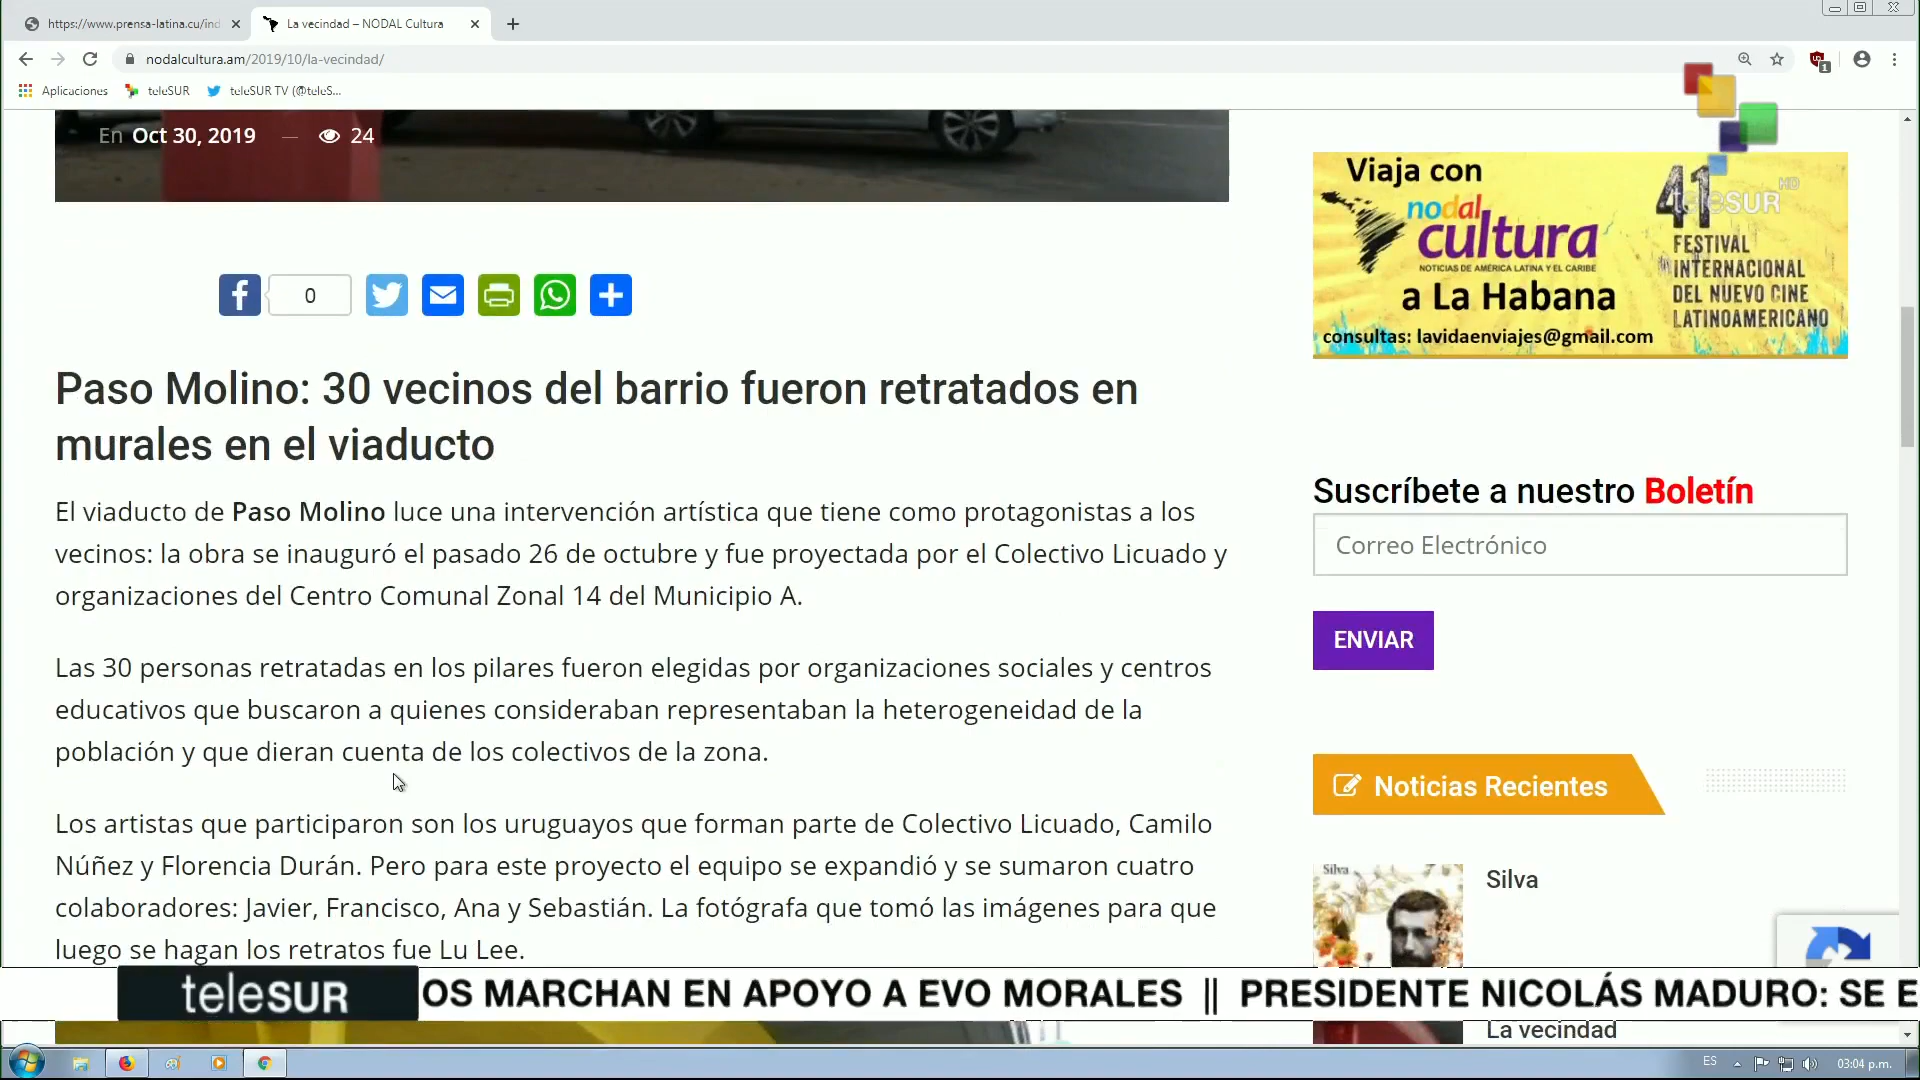 https://www.prensa-latina.cu/ind
La vecindad – NODAL Cultura
nodalcultura.am/2019/10/la-vecindad/
1
Aplicaciones
teleSUR
teleSUR TV (@teleS...
En Oct 30, 2019 — 24
0
Paso Molino: 30 vecinos del barrio fueron retratados en
murales en el viaducto
El viaducto de Paso Molino luce una intervención artística que tiene como protagonistas a los
vecinos: la obra se inauguró el pasado 26 de octubre y fue proyectada por el Colectivo Licuado y
organizaciones del Centro Comunal Zonal 14 del Municipio A.
Las 30 personas retratadas en los pilares fueron elegidas por organizaciones sociales y centros
educativos que buscaron a quienes consideraban representaban la heterogeneidad de la
población y que dieran cuenta de los colectivos de la zona.
Los artistas que participaron son los uruguayos que forman parte de Colectivo Licuado, Camilo
Núñez y Florencia Durán. Pero para este proyecto el equipo se expandió y se sumaron cuatro
colaboradores: Javier, Francisco, Ana y Sebastián. La fotógrafa que tomó las imágenes para que
luego se hagan los retratos fue Lu Lee.
Viaja con
nodal
cultura
NOTICIAS DE AMÉRICA LATINA Y EL CARIBE
a La Habana
consultas: lavidaenviajes@gmail.com
41
FESTIVAL
INTERNACIONAL
DEL NUEVO CINE
LATINOAMERICANO
teleSUR HD
Suscríbete a nuestro Boletín
Correo Electrónico
ENVIAR
Noticias Recientes
Silva
Silva
La vecindad
teleSUR
OS MARCHAN EN APOYO A EVO MORALES || PRESIDENTE NICOLÁS MADURO: SE E
ES
03:04 p.m.